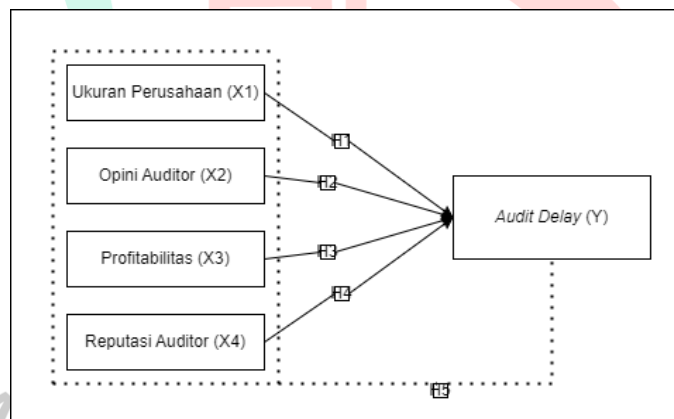 Ukuran Perusahaan (X1)
H1
Opini Auditor (X2)
H2
Audit Delay (Y)
Profitabilitas (X3)
H3
H4
Reputasi Auditor (X4)
H5